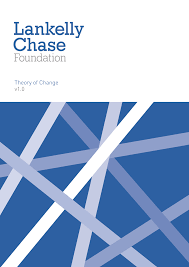 Lankelly
Chase
Foundation
Theory of Change
v1.0